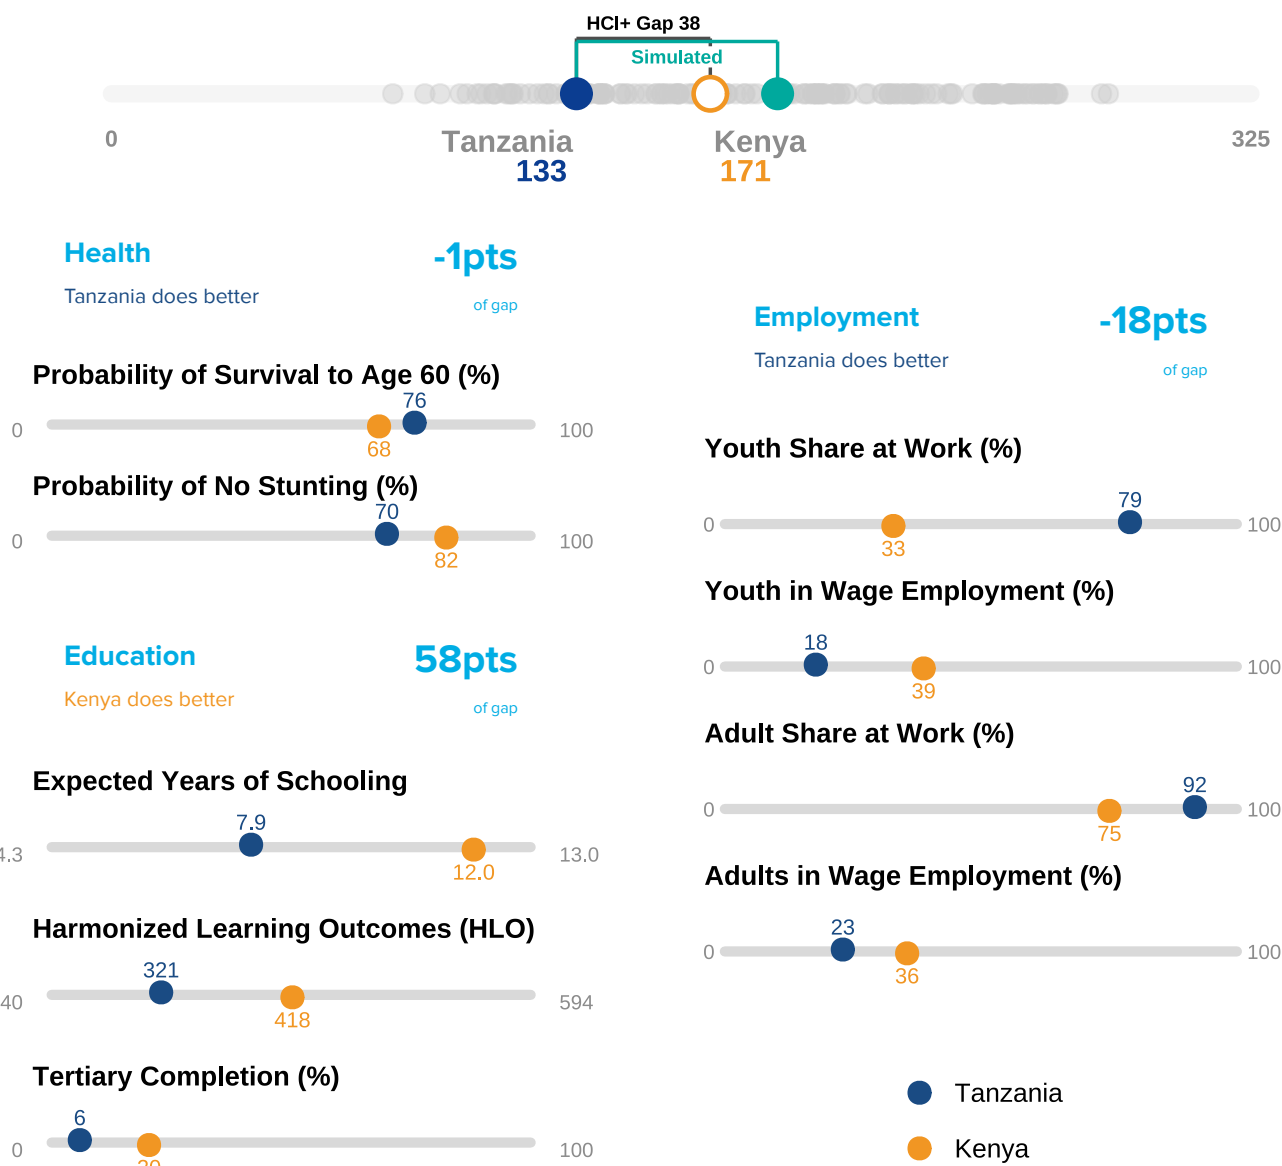 HCI+ Gap 38
Simulated
0
Tanzania
133
Kenya
171
325
Health
-1pts
Tanzania does better
of gap
Probability of Survival to Age 60 (%)
76
0
100
68
Probability of No Stunting (%)
70
0
100
82
Education
58pts
Kenya does better
of gap
Expected Years of Schooling
7.9
4.3
13.0
12.0
Harmonized Learning Outcomes (HLO)
321
40
594
418
Tertiary Completion (%)
6
0
100
Employment
-18pts
Tanzania does better
of gap
Youth Share at Work (%)
79
0
100
33
Youth in Wage Employment (%)
18
0
100
39
Adult Share at Work (%)
92
0
100
75
Adults in Wage Employment (%)
23
0
100
36
Tanzania
Kenya